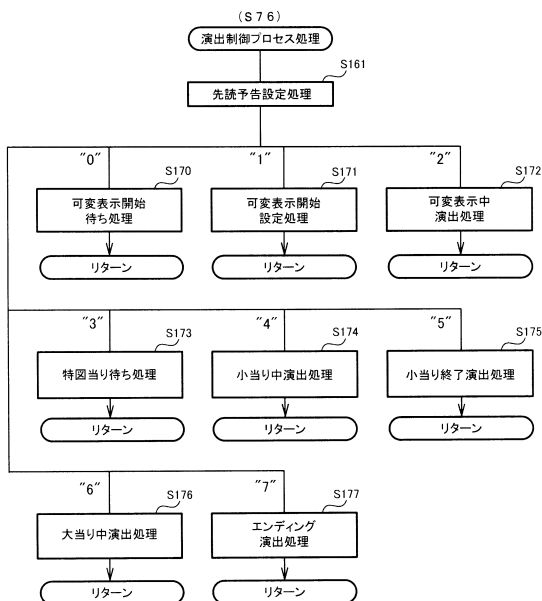 (S76)
演出制御プロセス処理
S161
先読予告設定処理
"0"
"1"
"2"
S170
S171
S172
可変表示開始
待ち処理
可変表示開始
設定処理
可変表示中
演出処理
リターン
リターン
リターン
"3"
"4"
"5"
S173
S174
S175
特図当り待ち処理
小当り中演出処理
小当り終了演出処理
リターン
リターン
リターン
"6"
"7"
S176
S177
大当り中演出処理
エンディング
演出処理
リターン
リターン